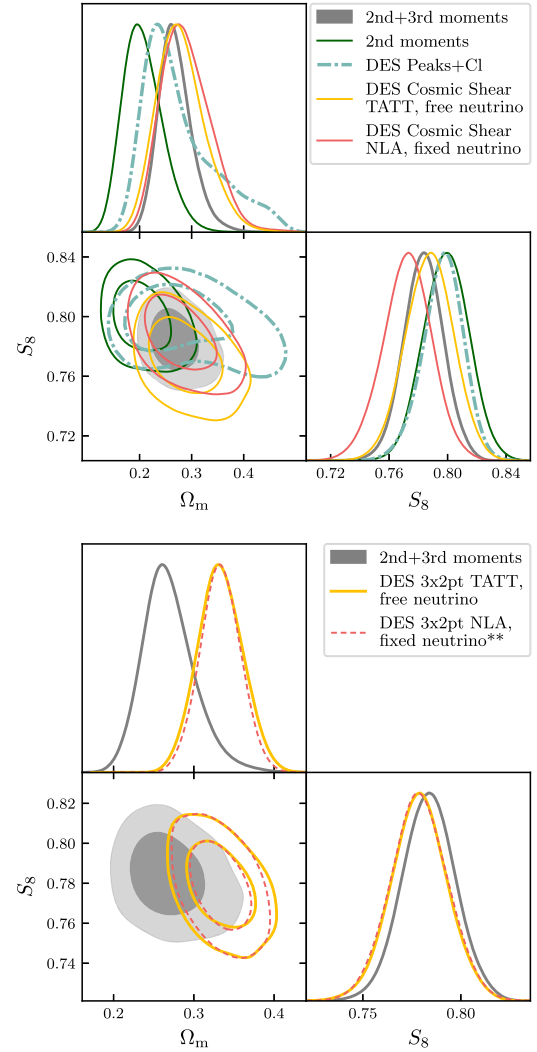 2nd+3rd moments
2nd moments
DES Peaks+Cl
DES Cosmic Shear
TATT, free neutrino
DES Cosmic Shear
NLA, fixed neutrino
0.84
0.80
0.76
0.72
S₈
0.2 0.3 0.4
Ωₘ
0.72 0.76 0.80 0.84
S₈
2nd+3rd moments
DES 3x2pt TATT,
free neutrino
DES 3x2pt NLA,
fixed neutrino**
0.82
0.80
0.78
0.76
0.74
S₈
0.2 0.3 0.4
Ωₘ
0.75 0.80
S₈